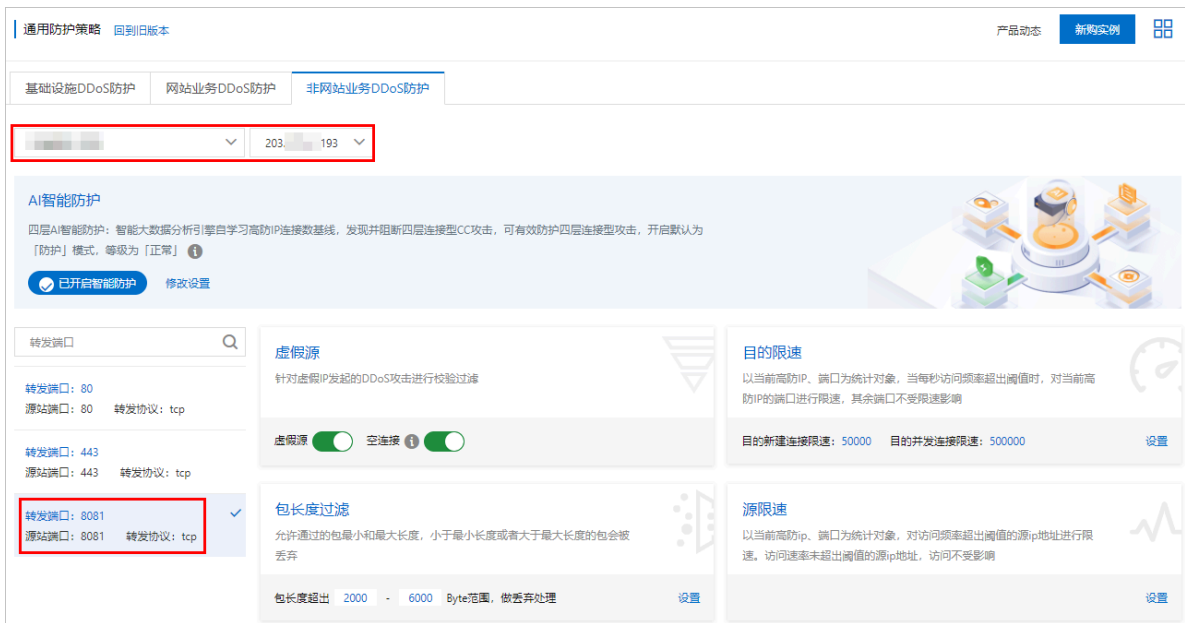 通用防护策略 回到旧版本 产品动态 新购实例
基础设施DDoS防护 网站业务DDoS防护 非网站业务DDoS防护
203. 193
AI智能防护
四层AI智能防护：智能大数据分析引擎自学习高防IP连接数基线，发现并阻断四层连接型CC攻击，可有效防护四层连接型攻击，开启默认为
「防护」模式，等级为「正常」
已开启智能防护 修改设置
转发端口
转发端口：80
源站端口：80 转发协议：tcp
转发端口：443
源站端口：443 转发协议：tcp
转发端口：8081
源站端口：8081 转发协议：tcp
虚假源
针对虚假IP发起的DDoS攻击进行校验过滤
虚假源 空连接
目的限速
以当前高防IP、端口为统计对象，当每秒访问频率超出阈值时，对当前高
防IP的端口进行限速，其余端口不受限速影响
目的新建连接限速：50000 目的并发连接限速：500000 设置
包长度过滤
允许通过的包最小和最大长度，小于最小长度或者大于最大长度的包会被
丢弃
包长度超出 2000 - 6000 Byte范围，做丢弃处理 设置
源限速
以当前高防ip、端口为统计对象，对访问频率超出阈值的源ip地址进行限
速。访问速率未超出阈值的源ip地址，访问不受影响
设置